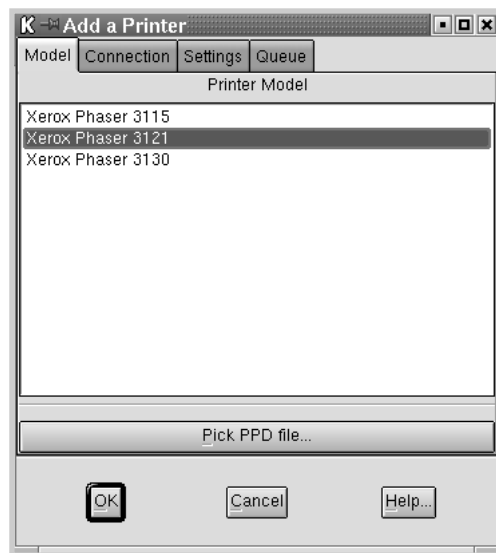 K Add a Printer
Model Connection Settings Queue
Printer Model
Xerox Phaser 3115
Xerox Phaser 3121
Xerox Phaser 3130
Pick PPD file...
OK Cancel Help...